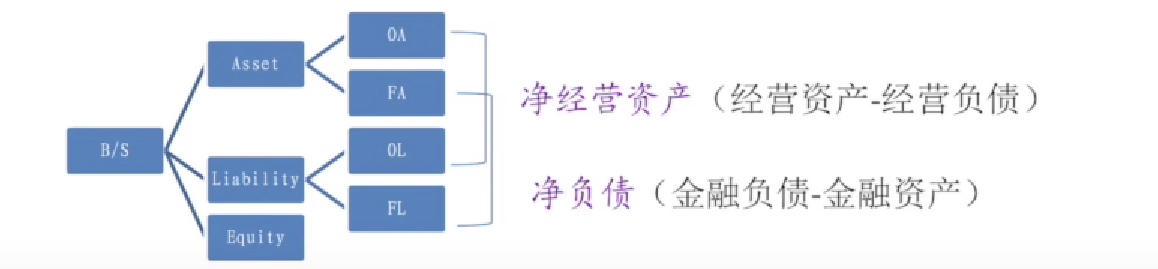 OA
Asset
FA
净经营资产（经营资产-经营负债）
B/S
OL
Liability
净负债（金融负债-金融资产）
FL
Equity